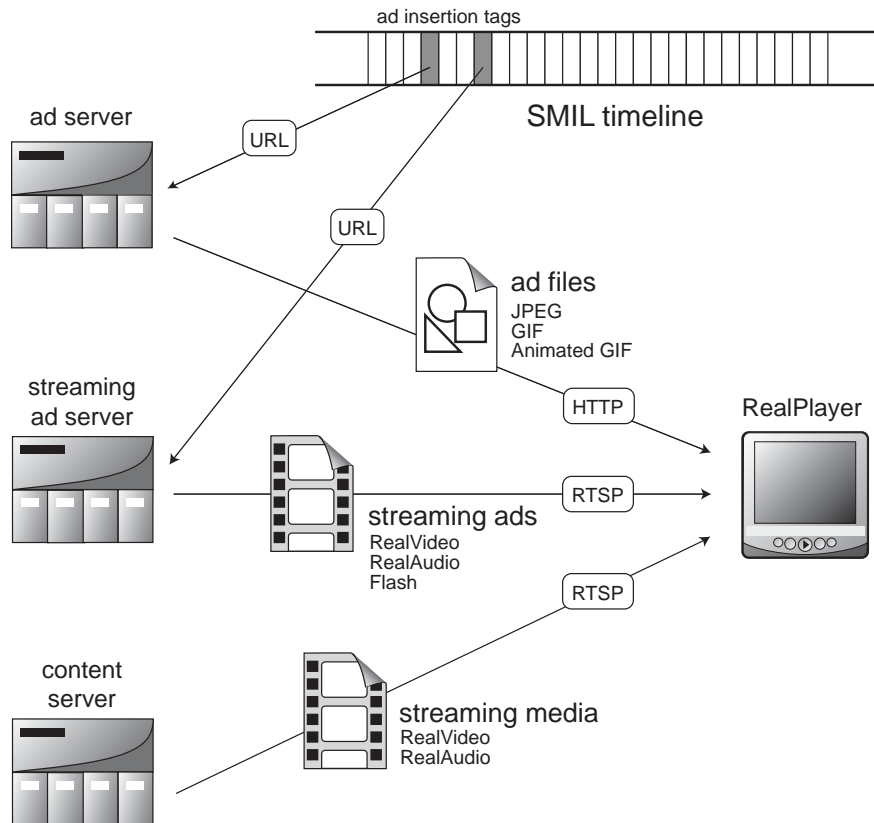 ad insertion tags
SMIL timeline
ad server
URL
URL
ad files
JPEG
GIF
Animated GIF
HTTP
RealPlayer
streaming
ad server
RTSP
streaming ads
RealVideo
RealAudio
Flash
RTSP
content
server
streaming media
RealVideo
RealAudio